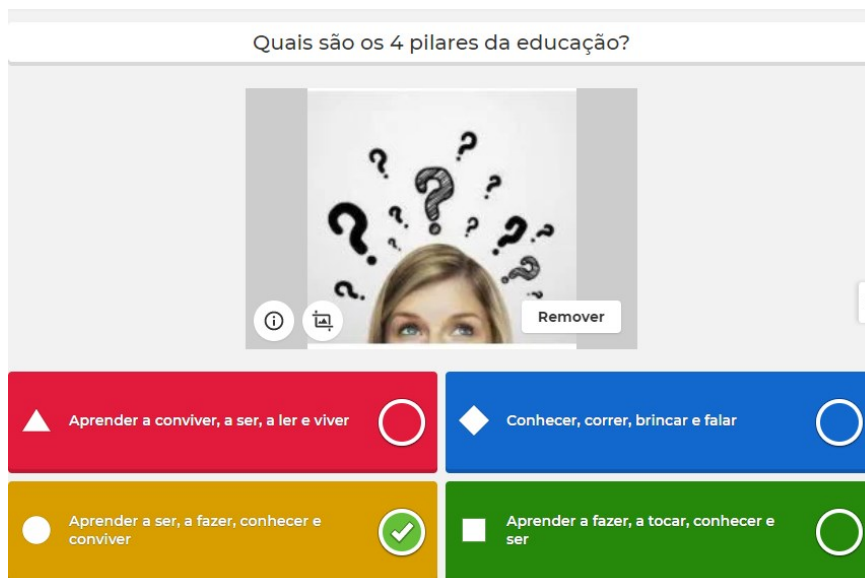 Quais são os 4 pilares da educação?
Remover
Aprender a conviver, a ser, a ler e viver
Conhecer, correr, brincar e falar
Aprender a ser, a fazer, conhecer e
conviver
Aprender a fazer, a tocar, conhecer e
ser